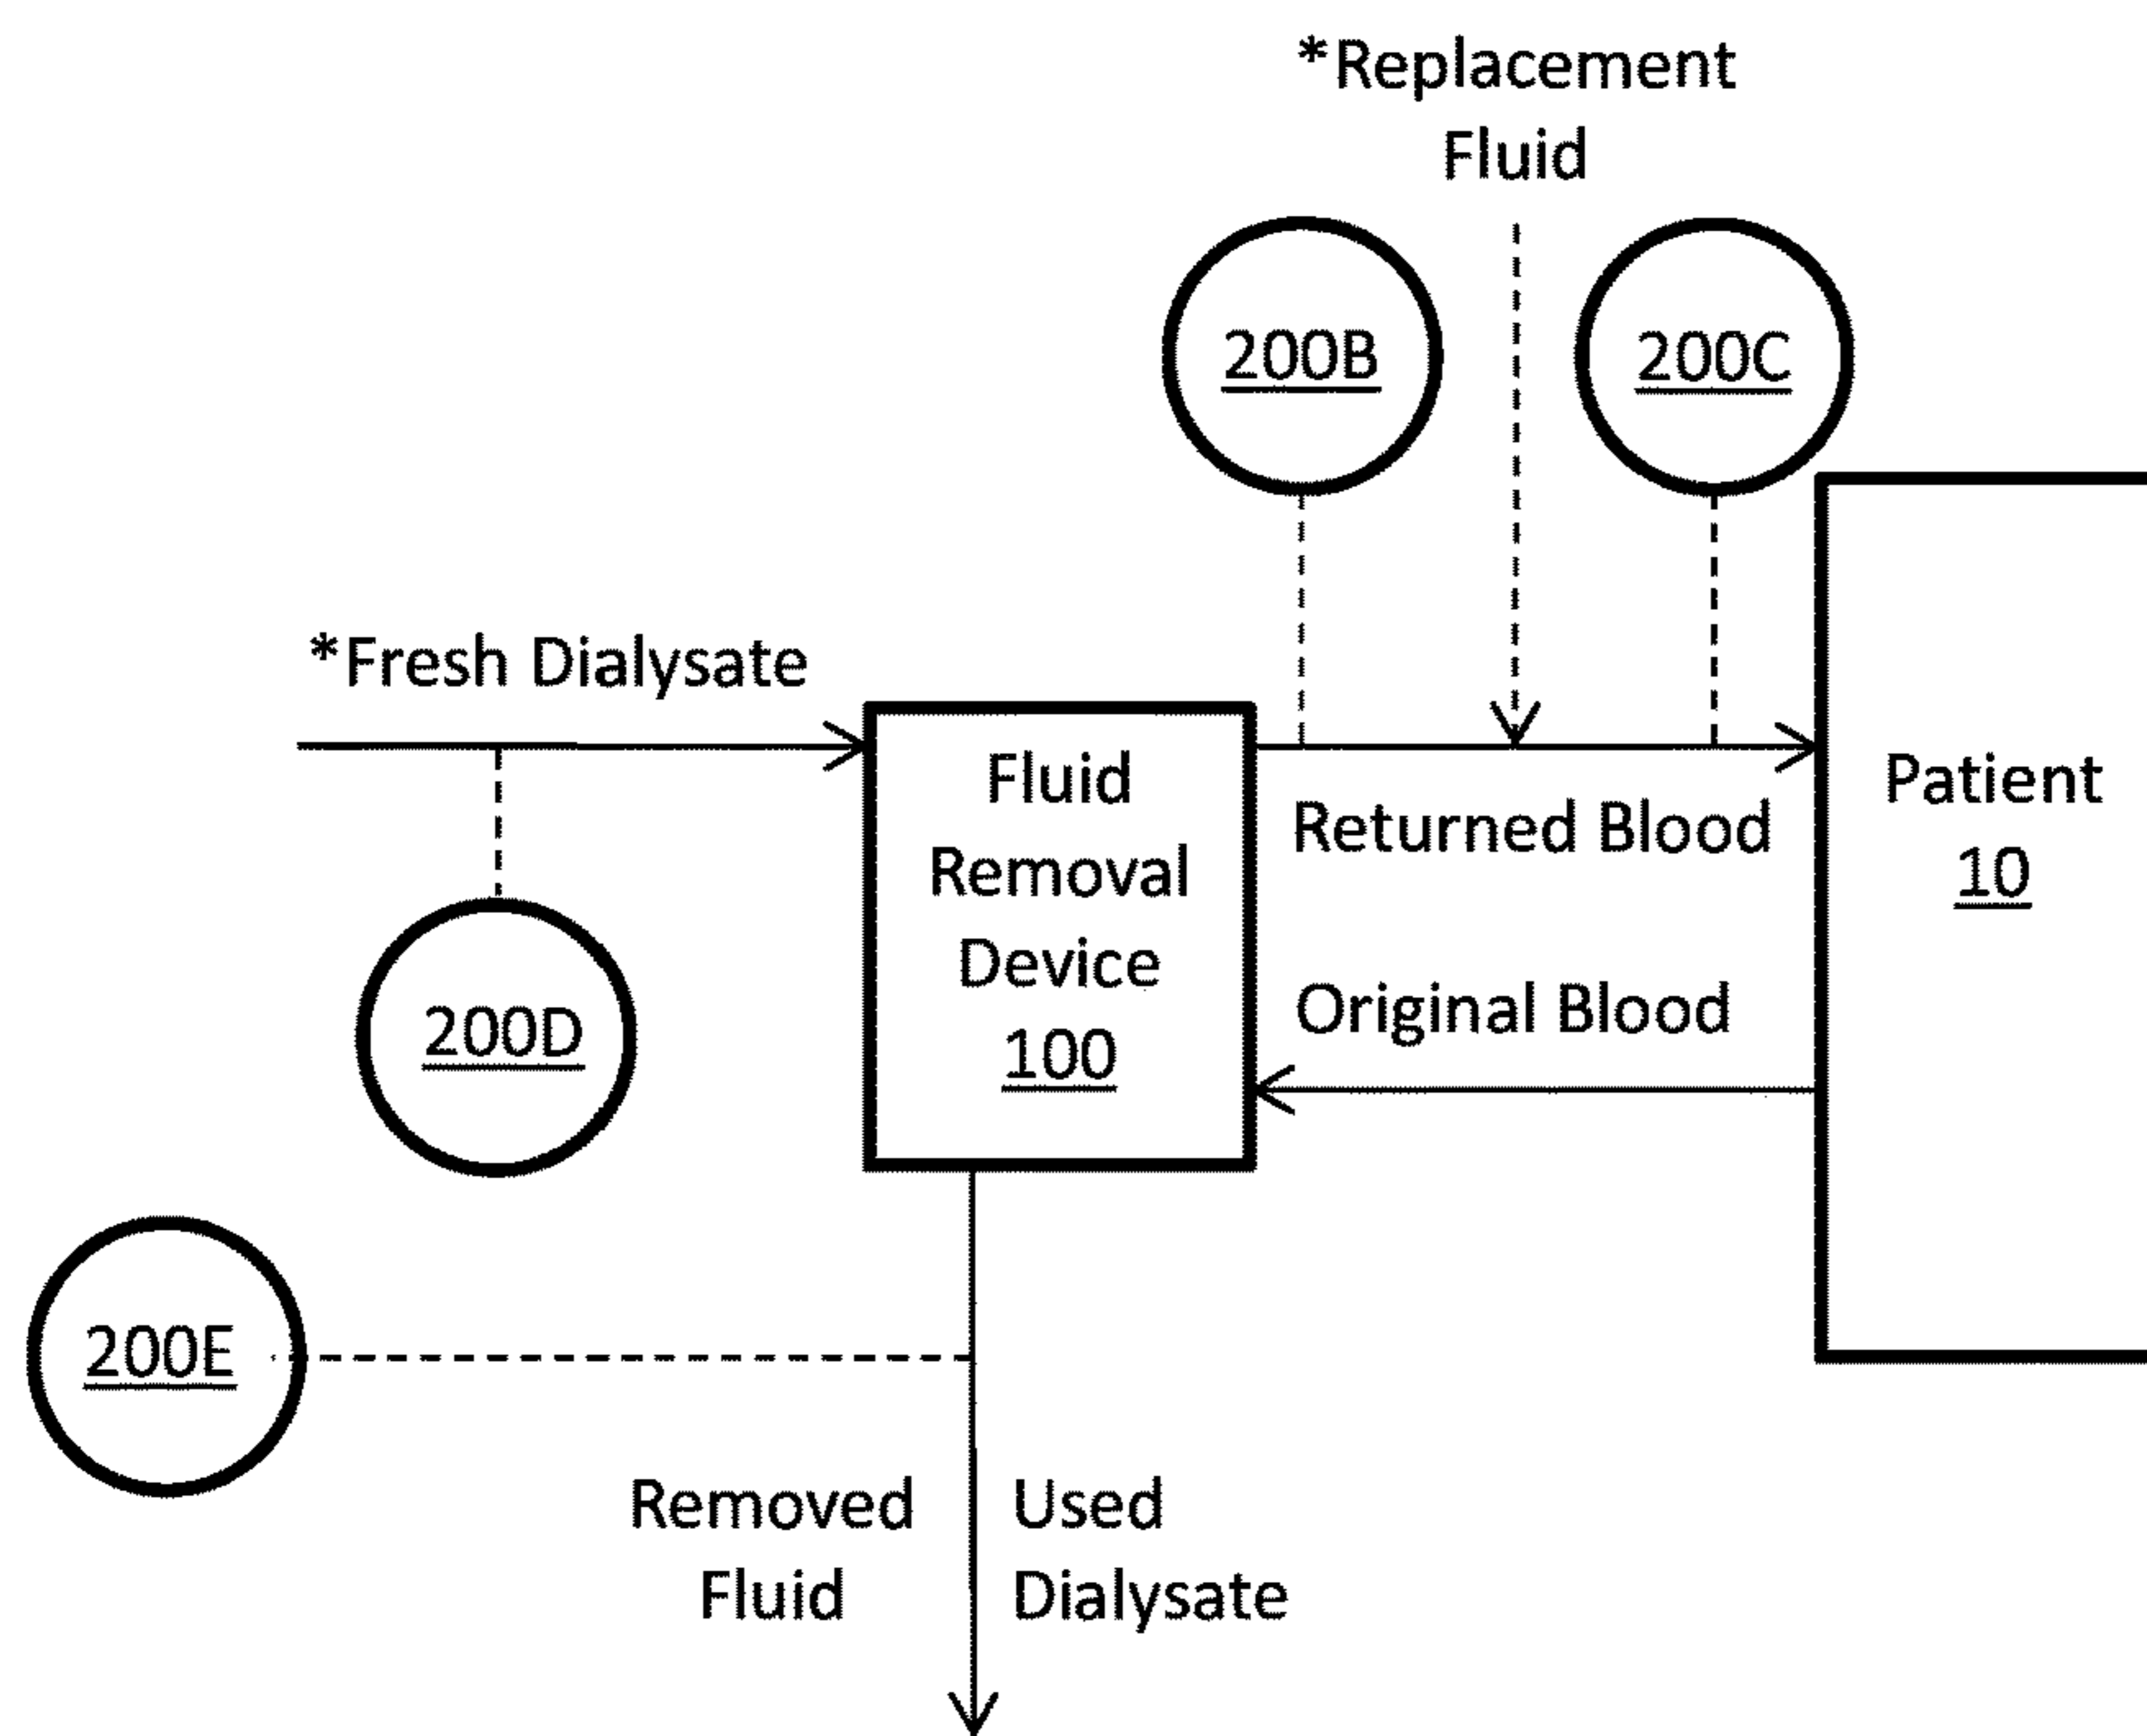 *Replacement
Fluid
200B
200C
*Fresh Dialysate
Fluid
Removal
Device
100
Returned Blood
Original Blood
Patient
10
200D
200E
Removed
Fluid
Used
Dialysate